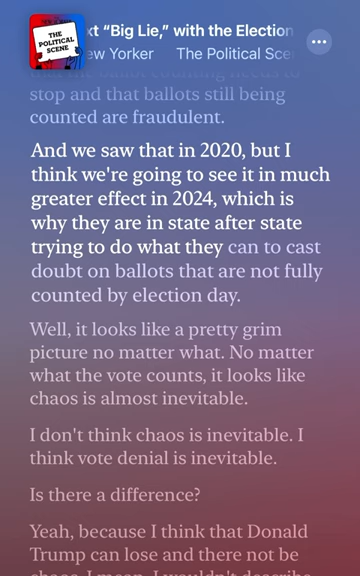 THE
POLITICAL
SCENE
xt “Big Lie,” with the Election
ew Yorker The Political Sce
stop and that ballots still being
counted are fraudulent.
And we saw that in 2020, but I
think we're going to see it in much
greater effect in 2024, which is
why they are in state after state
trying to do what they can to cast
doubt on ballots that are not fully
counted by election day.
Well, it looks like a pretty grim
picture no matter what. No matter
what the vote counts, it looks like
chaos is almost inevitable.
I don't think chaos is inevitable. I
think vote denial is inevitable.
Is there a difference?
Yeah, because I think that Donald
Trump can lose and there not be
chaos. I mean, I wouldn't describe